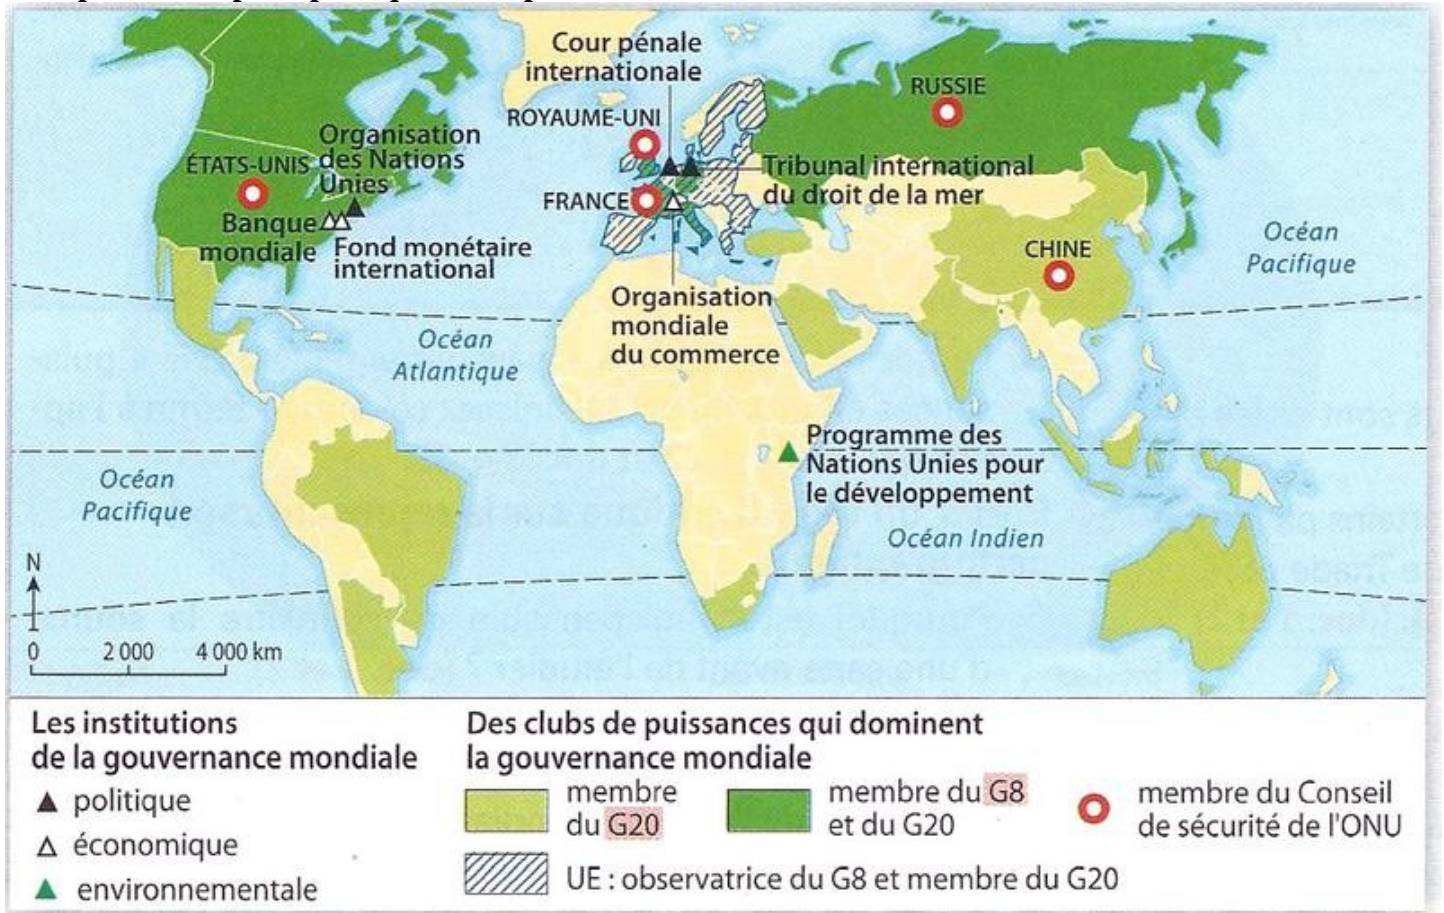 Cour pénale
internationale
ROYAUME-UNI
RUSSIE
Organisation
des Nations
Unies
ÉTATS-UNIS
Tribunal international
du droit de la mer
FRANCE
Banque
mondiale
Fond monétaire
international
CHINE
Océan
Pacifique
Organisation
mondiale
du commerce
Océan
Atlantique
Programme des
Nations Unies pour
le développement
Océan
Pacifique
Océan Indien
N
0 2 000 4 000 km
Les institutions
de la gouvernance mondiale
politique
économique
environnementale
Des clubs de puissances qui dominent
la gouvernance mondiale
membre
du G20
membre du G8
et du G20
membre du Conseil
de sécurité de l'ONU
UE : observatrice du G8 et membre du G20